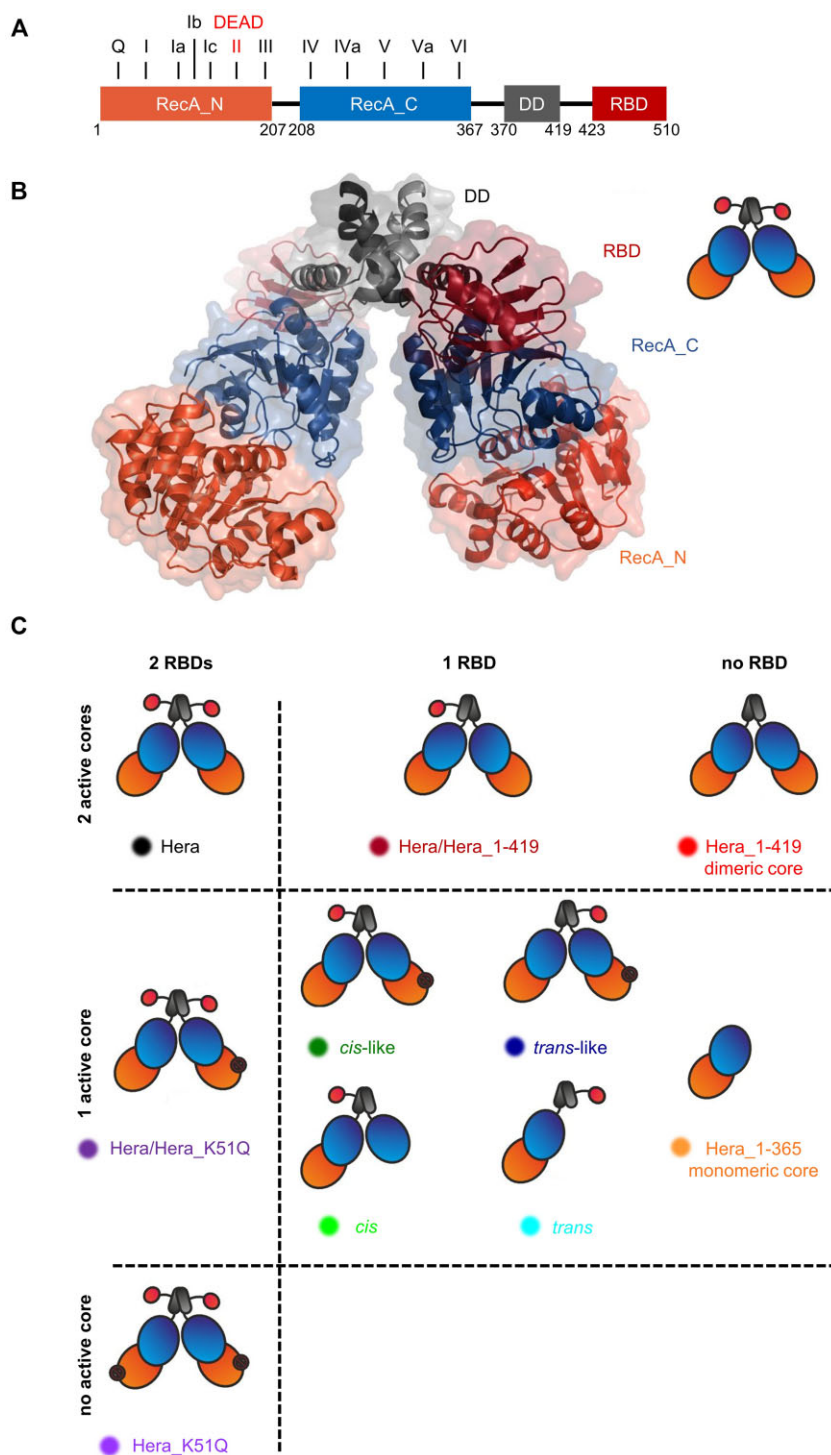 A
Ib DEAD
Q I Ia Ic II III IV IVa V Va VI
RecA_N RecA_C DD RBD
1 207 208 367 370 419 423 510
B
DD
RBD
RecA_C
RecA_N
C
2 RBDs 1 RBD no RBD
2 active cores
Hera
Hera/Hera_1-419
Hera_1-419
dimeric core
1 active core
Hera/Hera_K51Q
cis-like
trans-like
cis
trans
Hera_1-365
monomeric core
no active core
Hera_K51Q